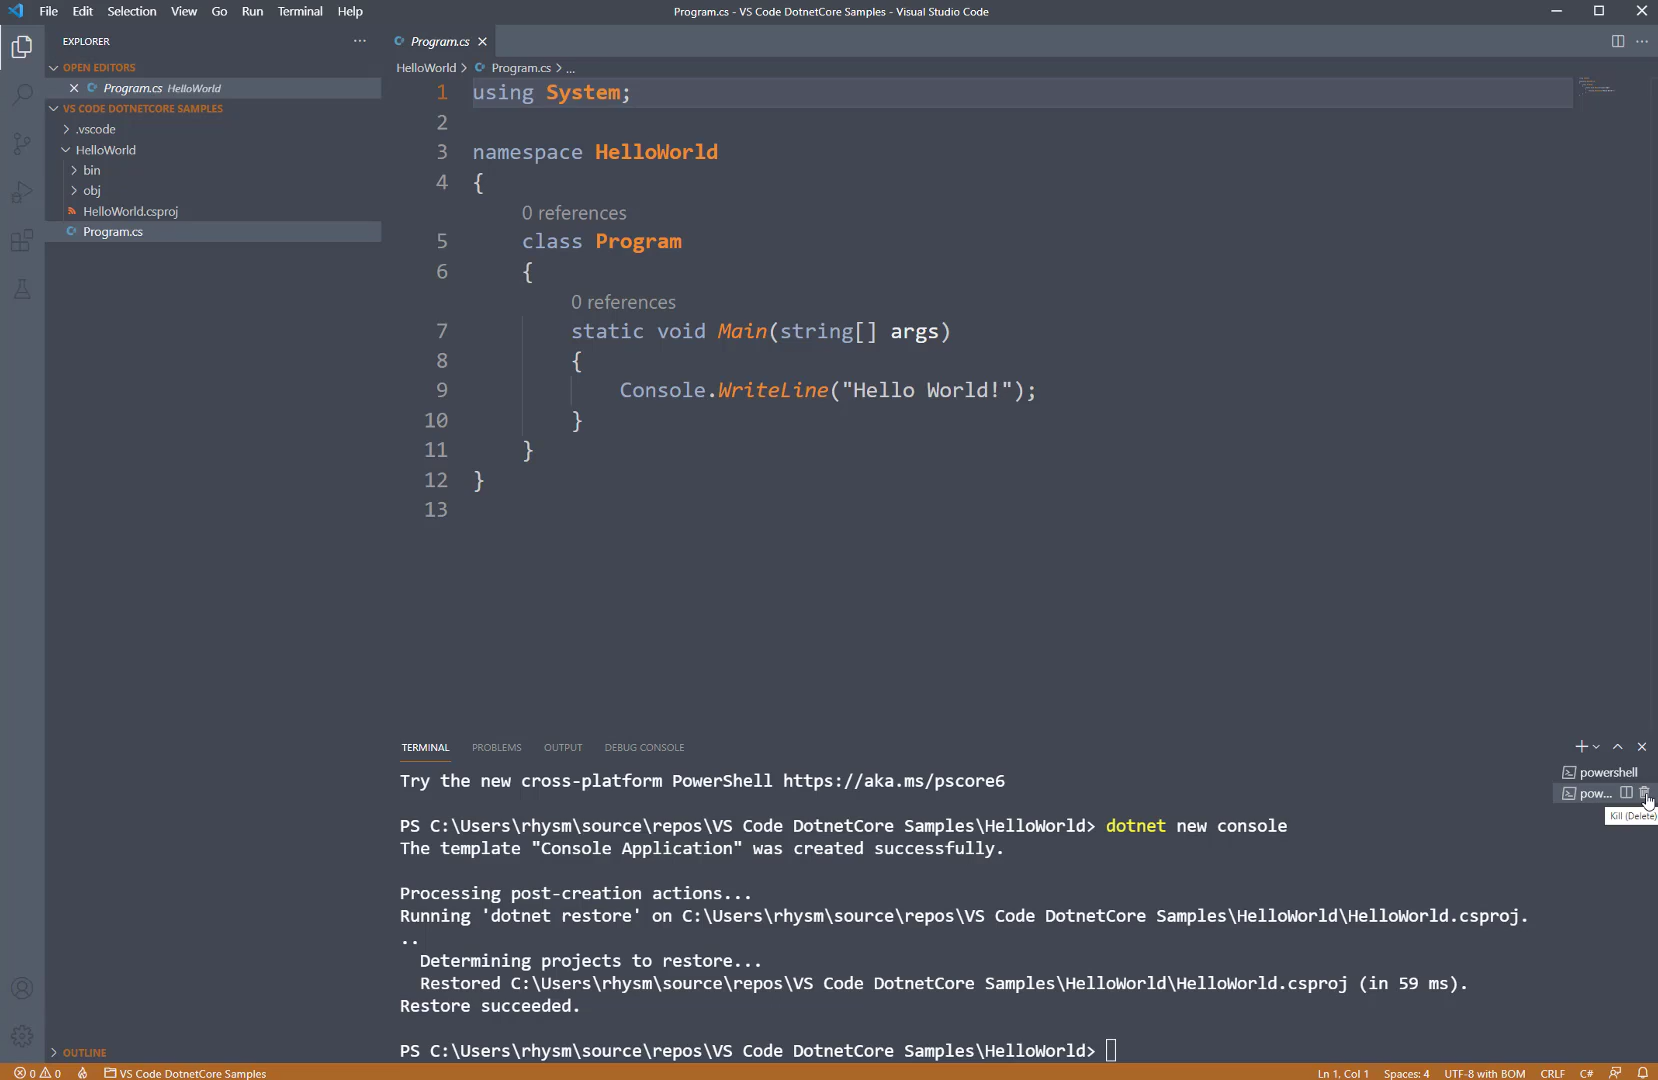 File Edit Selection View Go Run Terminal Help
Program.cs - VS Code DotnetCore Samples - Visual Studio Code
EXPLORER
Program.cs
OPEN EDITORS
Program.cs HelloWorld
VS CODE DOTNETCORE SAMPLES
.vscode
HelloWorld
bin
obj
HelloWorld.csproj
Program.cs
HelloWorld > Program.cs > ...
1 using System;
2
3 namespace HelloWorld
4 {
0 references
5 class Program
6 {
0 references
7 static void Main(string[] args)
8 {
9 Console.WriteLine("Hello World!");
10 }
11 }
12 }
13
TERMINAL PROBLEMS OUTPUT DEBUG CONSOLE
powershell
pow...
Kill (Delete)
Try the new cross-platform PowerShell https://aka.ms/pscore6
PS C:\Users\rhysm\source\repos\VS Code DotnetCore Samples\HelloWorld> dotnet new console
The template "Console Application" was created successfully.
Processing post-creation actions...
Running 'dotnet restore' on C:\Users\rhysm\source\repos\VS Code DotnetCore Samples\HelloWorld\HelloWorld.csproj.
..
Determining projects to restore...
Restored C:\Users\rhysm\source\repos\VS Code DotnetCore Samples\HelloWorld\HelloWorld.csproj (in 59 ms).
Restore succeeded.
PS C:\Users\rhysm\source\repos\VS Code DotnetCore Samples\HelloWorld>
OUTLINE
0 0 VS Code DotnetCore Samples
Ln 1, Col 1 Spaces: 4 UTF-8 with BOM CRLF C#